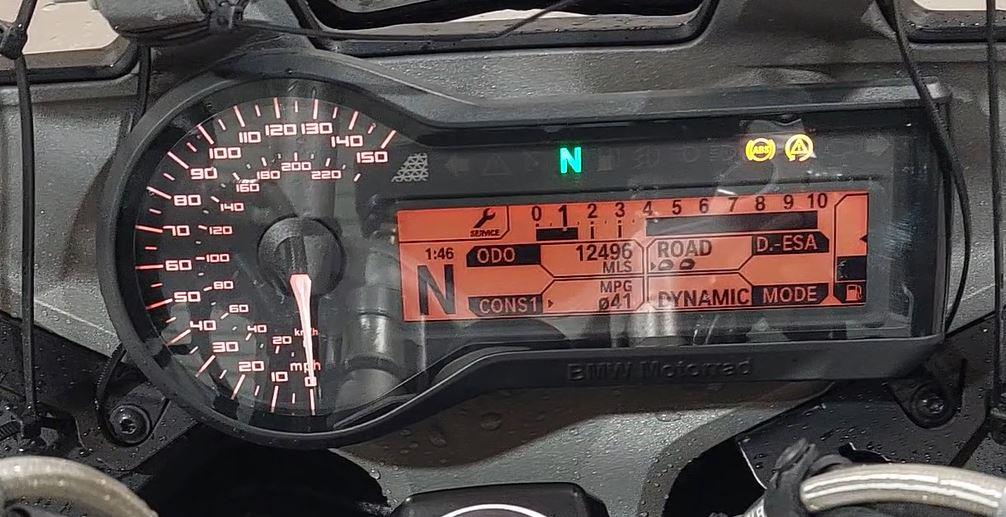 110 120 130
100 140
90 150
80 180 200 220
160
140
70 120
60 100
50 80
40 60
30 40
20 20
km/h
10 mph
0
N
ABS
SERVICE
0 1 2 3 4 5 6 7 8 9 10
1:46
ODO 12496
MLS
ROAD D.-ESA
N
CONS1 MPG
ø41
DYNAMIC MODE
BMW Motorrad